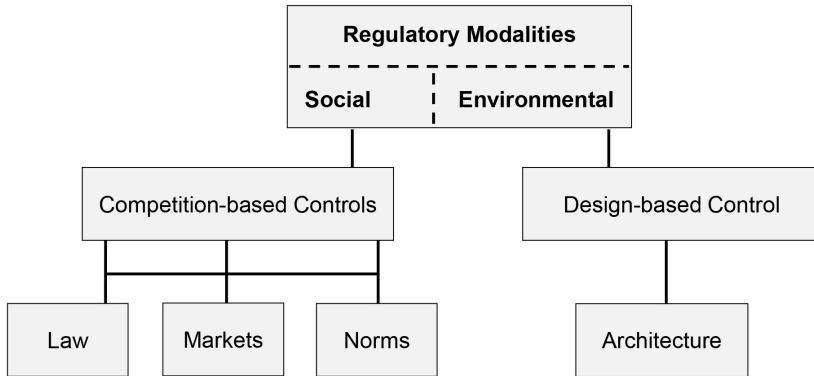 Regulatory Modalities
Social
Environmental
Competition-based Controls
Design-based Control
Law
Markets
Norms
Architecture